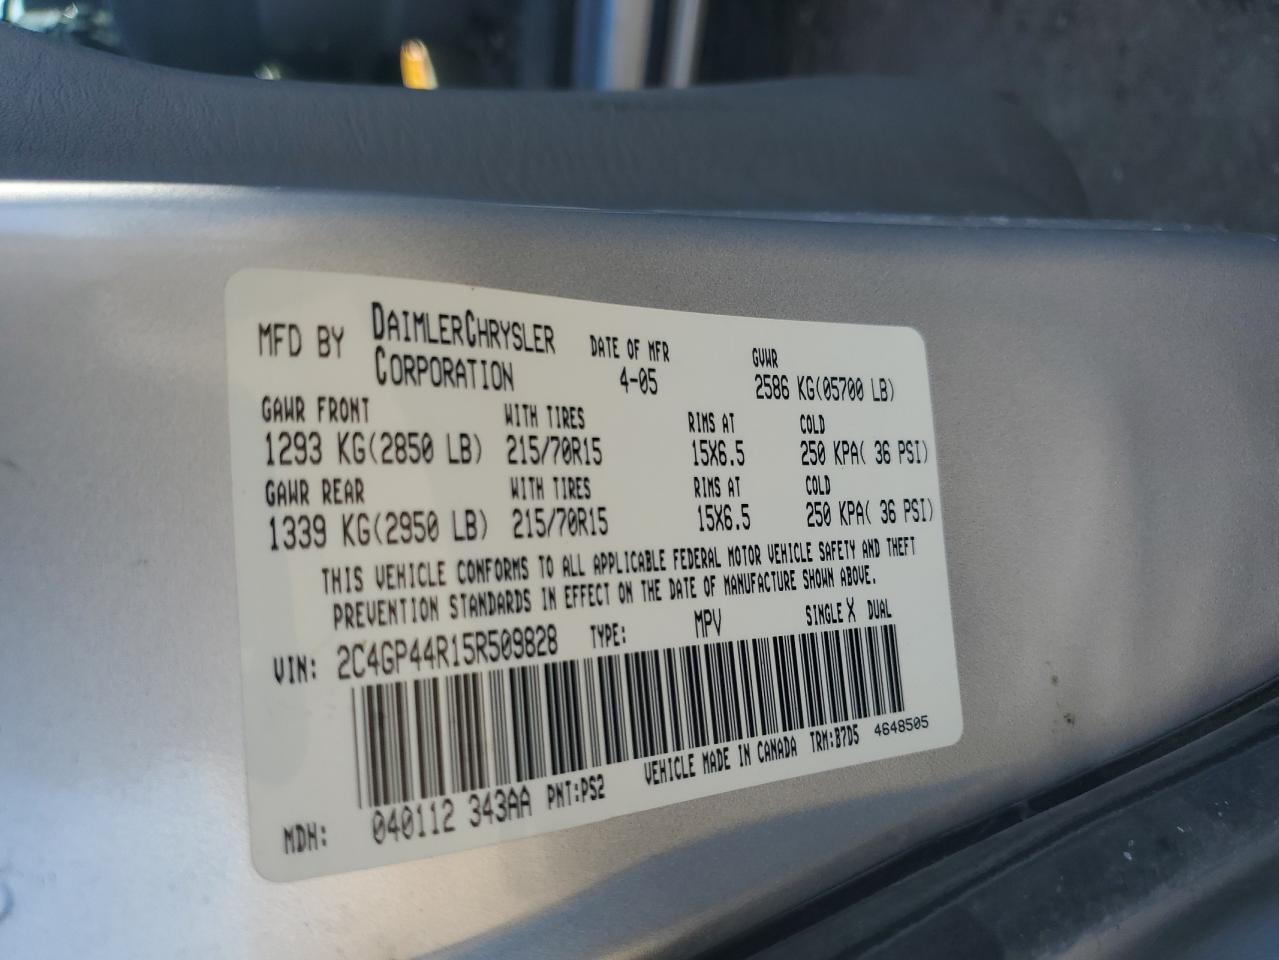 MFD BY DAIMLERCHRYSLER CORPORATION DATE OF MFR 4-05 GVWR 2586 KG(05700 LB)
GAWR FRONT WITH TIRES RIMS AT COLD
1293 KG(2850 LB) 215/70R15 15X6.5 250 KPA( 36 PSI)
GAWR REAR WITH TIRES RIMS AT COLD
1339 KG(2950 LB) 215/70R15 15X6.5 250 KPA( 36 PSI)
THIS VEHICLE CONFORMS TO ALL APPLICABLE FEDERAL MOTOR VEHICLE SAFETY AND THEFT
PREVENTION STANDARDS IN EFFECT ON THE DATE OF MANUFACTURE SHOWN ABOVE.
VIN: 2C4GP44R15R509828 TYPE: MPV SINGLE X DUAL
MDH: 040112 343AA PNT:PS2 VEHICLE MADE IN CANADA TRM:B7D5 4648505